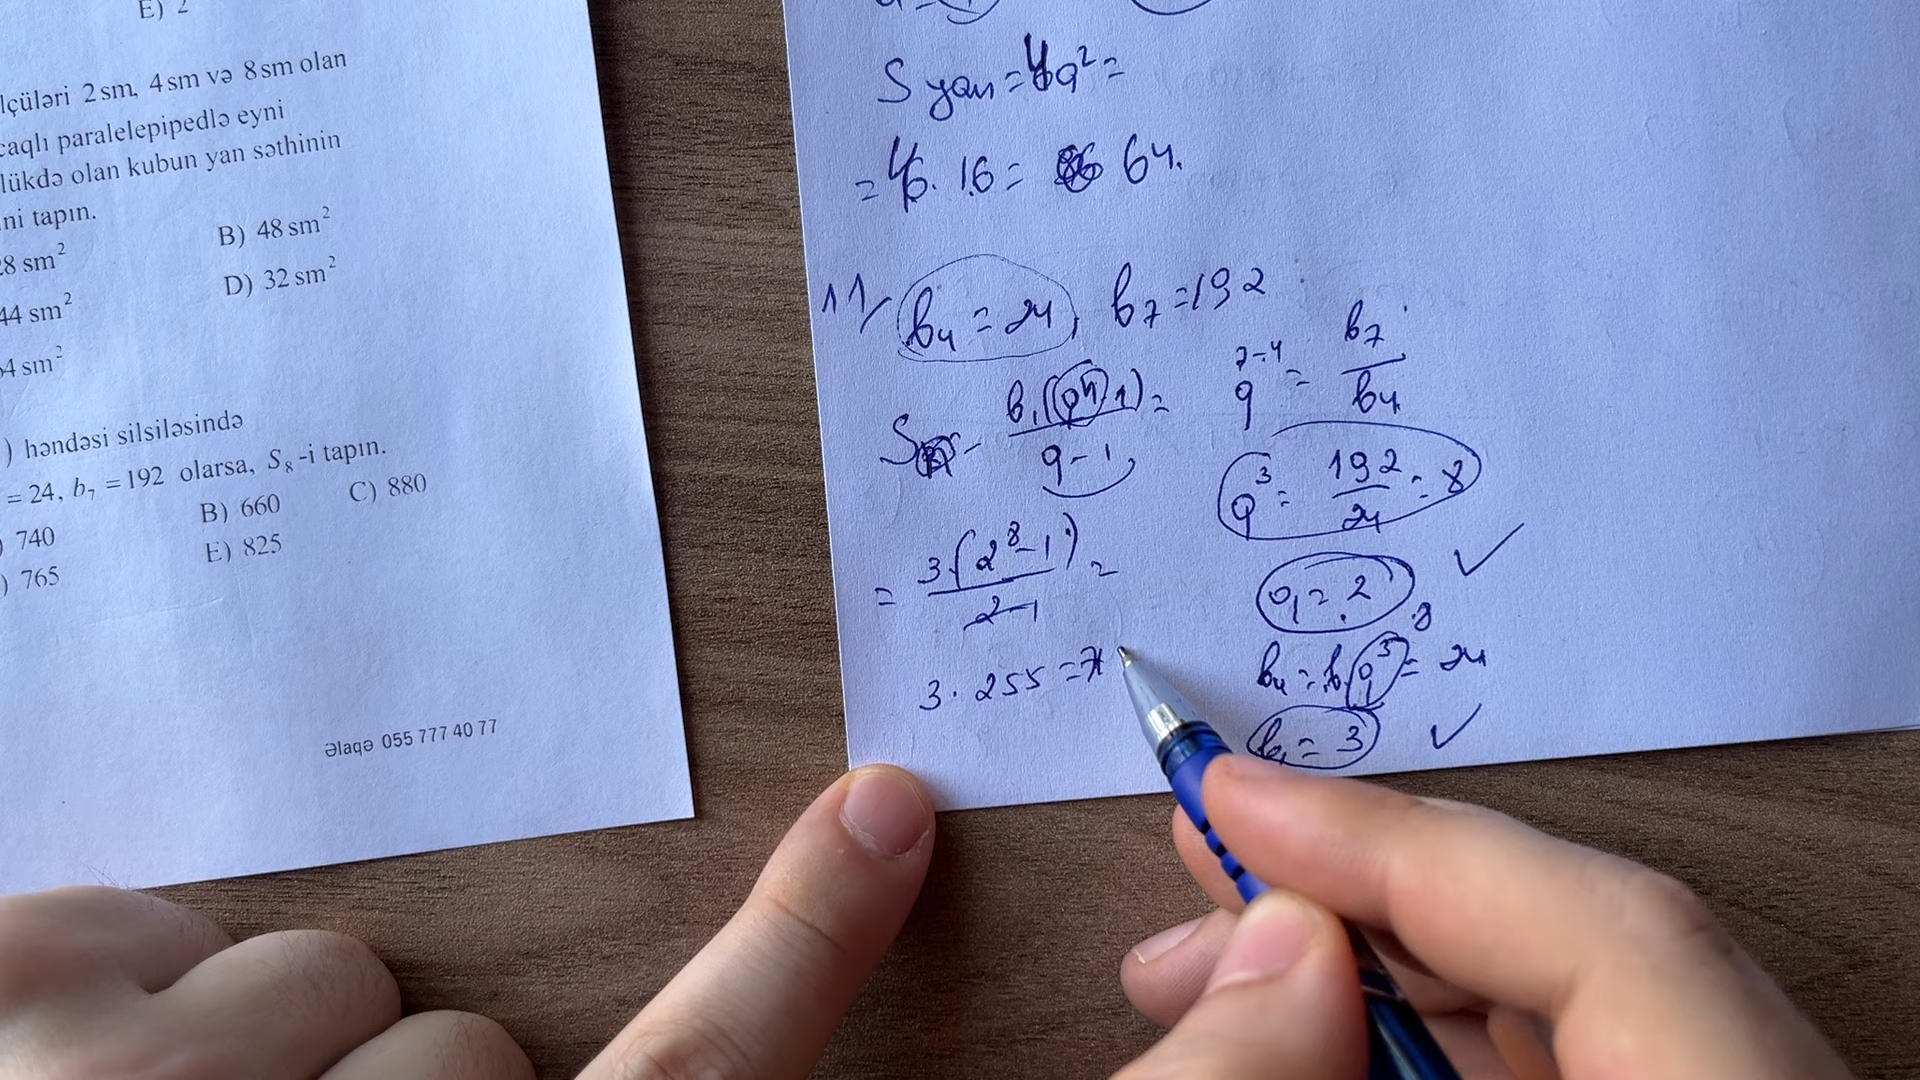 E) 2
lçüləri 2 sm, 4 sm və 8 sm olan
caqlı paralelepipedlə eyni
lükdə olan kubun yan səthinin
ni tapın.
28 sm²
B) 48 sm²
44 sm²
D) 32 sm²
64 sm²
) həndəsi silsiləsində
= 24, b₇ = 192 olarsa, S₈ -i tapın.
) 740
B) 660
C) 880
) 765
E) 825
Əlaqə 055 777 40 77
S yan = 4a² =
= 4. 16 = 64.
11/ b₄ = 24, b₇ = 192
b₁(qⁿ-1)
q-1
=
q⁷⁻⁴ = b₇/b₄
q³ = 192/24 = 8
= 3·(2⁸-1)/2-1 =
q = 2
8
b₄ = b₁q³ = 24
3 · 255 = 7
b₁ = 3